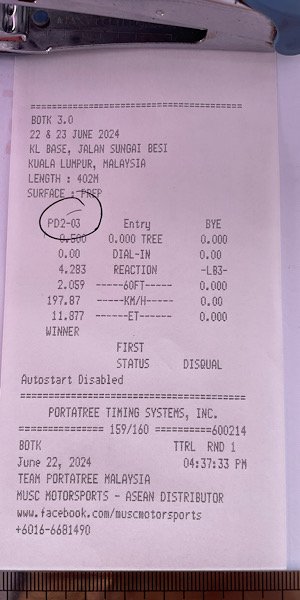 =====================================
BOTK 3.0
22 & 23 JUNE 2024
KL BASE, JALAN SUNGAI BESI
KUALA LUMPUR, MALAYSIA
LENGTH : 402M
SURFACE : PREP
PD2-03 Entry BYE
0.500 0.000 TREE 0.000
0.00 DIAL-IN 0.00
4.283 REACTION -LB3-
2.059 -----60FT----- 0.000
197.87 -----KM/H----- 0.00
11.877 ------ET------ 0.000
WINNER
FIRST
STATUS DISQUAL
Autostart Disabled
=======================================
PORTATREE TIMING SYSTEMS, INC.
=============== 159/160 ==========600214
BOTK TTRL RND 1
June 22, 2024 04:37:33 PM
TEAM PORTATREE MALAYSIA
MUSC MOTORSPORTS - ASEAN DISTRIBUTOR
www.facebook.com/muscmotorsports
+6016-6681490